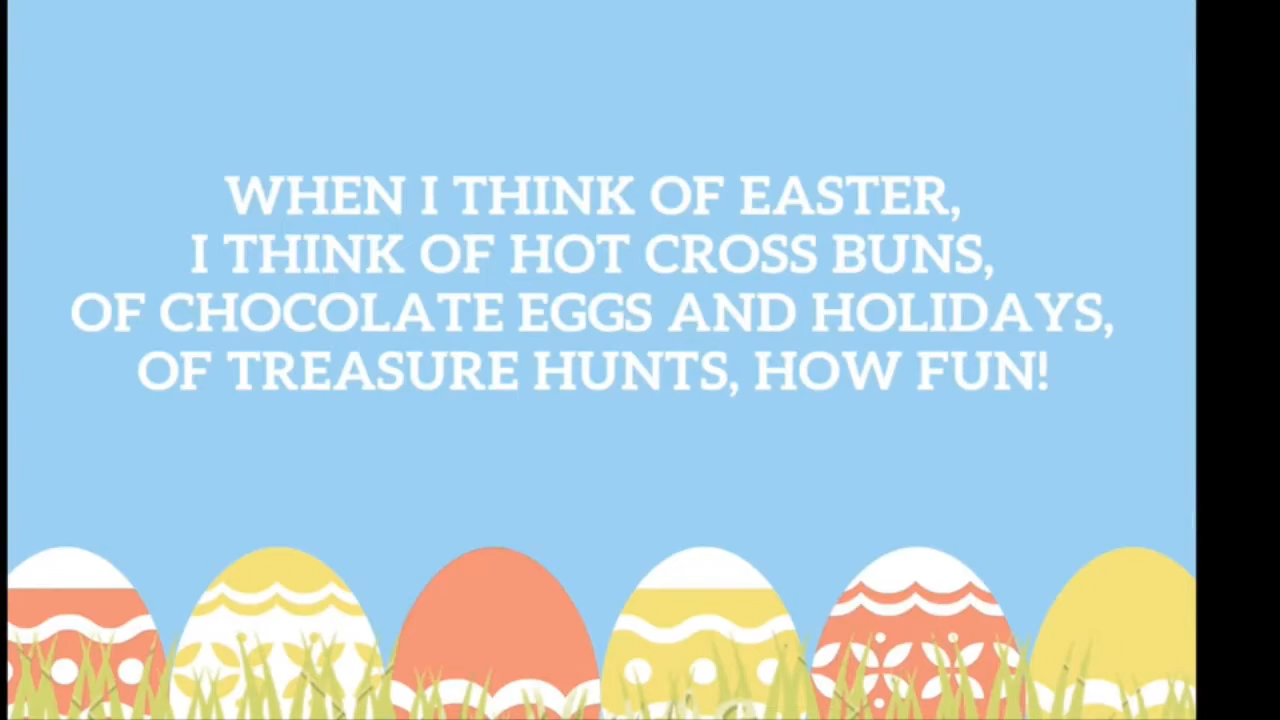 WHEN I THINK OF EASTER,
I THINK OF HOT CROSS BUNS,
OF CHOCOLATE EGGS AND HOLIDAYS,
OF TREASURE HUNTS, HOW FUN!